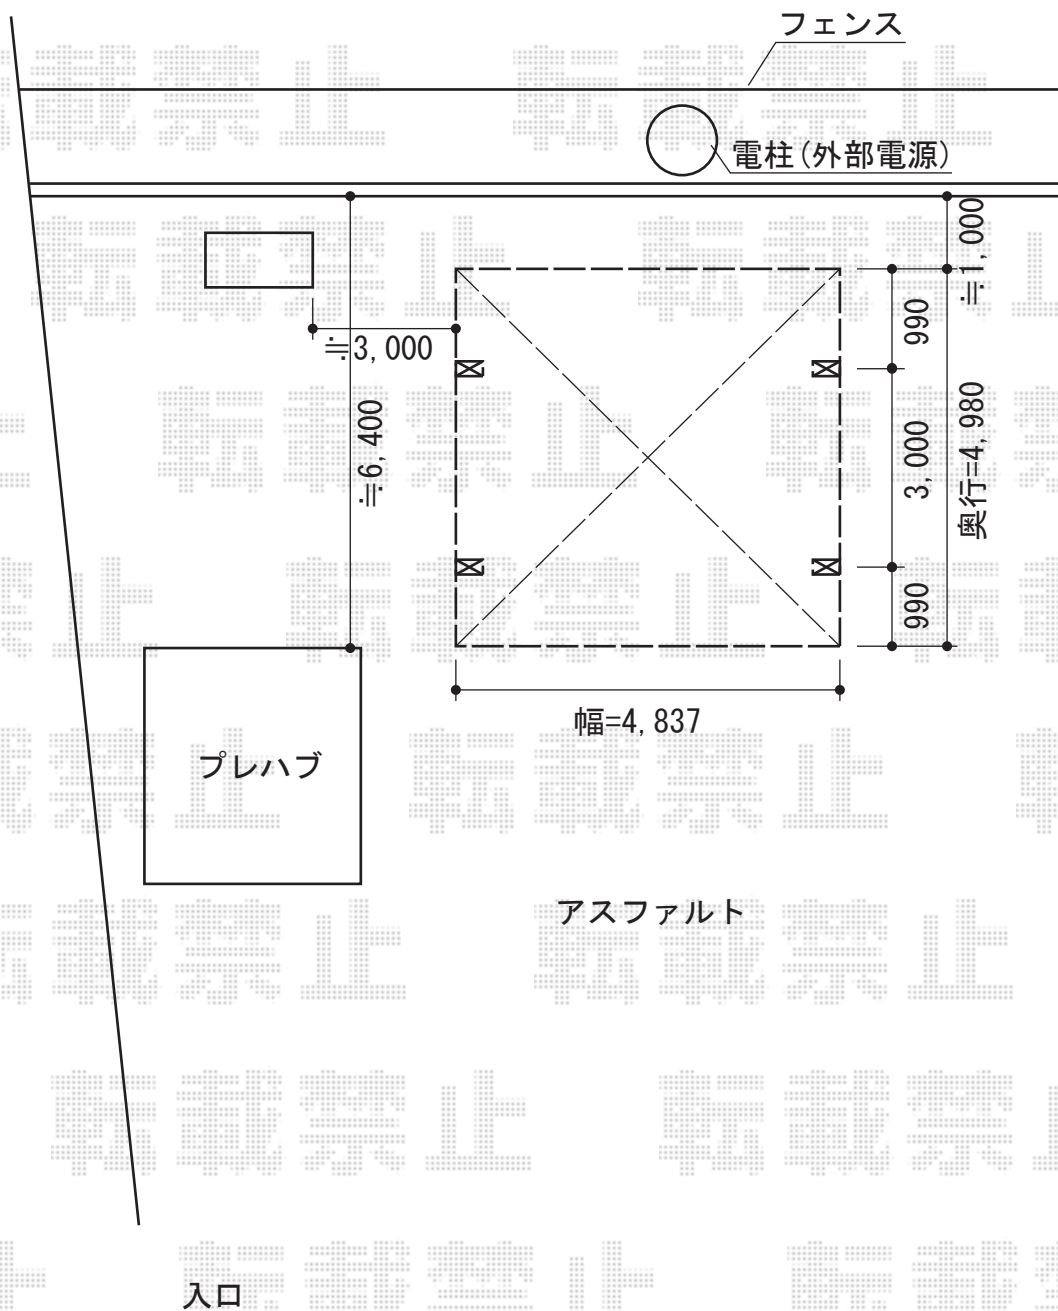 フェンス
電柱(外部電源)
≒1,000
990
≒3,000
≒6,400
3,000
奥行=4,980
990
幅=4,837
プレハブ
アスファルト
入口
転載禁止